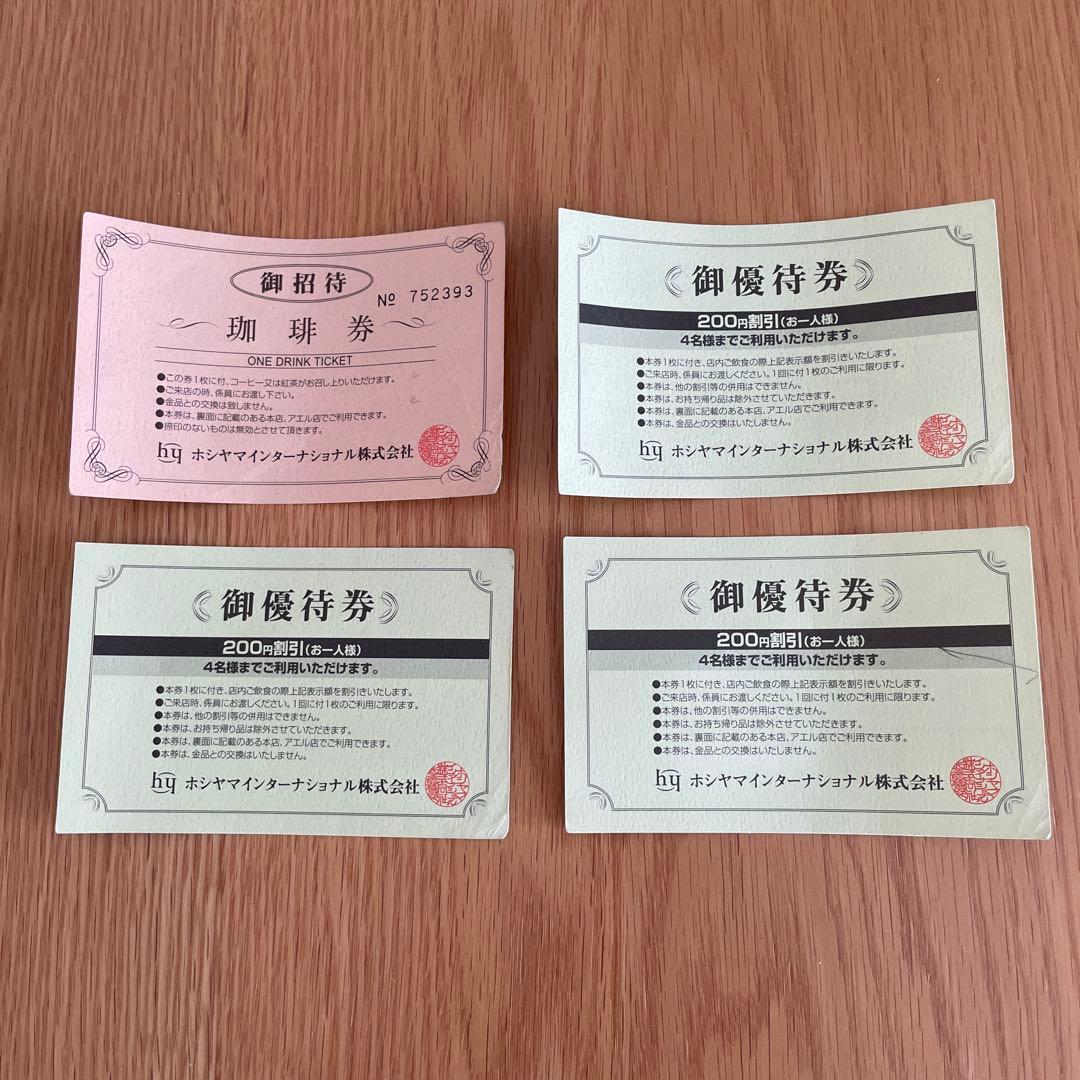 御招待
№ 752393
珈琲券
ONE DRINK TICKET
●この券1枚に付、コーヒー又は紅茶がお召し上りいただけます。
●ご来店の時、係員にお渡し下さい。
●金品との交換は致しません。
●本券は、裏面に記載のある本店、アエル店でご利用できます。
●捺印のないものは無効とさせて頂きます。
hy ホシヤマインターナショナル株式会社
御優待券
200円割引(お一人様)
4名様までご利用いただけます。
●本券1枚に付き、店内ご飲食の際上記表示額を割引きいたします。
●ご来店時、係員にお渡しください。1回に付1枚のご利用に限ります。
●本券は、他の割引等の併用はできません。
●本券は、お持ち帰り品は除外させていただきます。
●本券は、裏面に記載のある本店、アエル店でご利用できます。
●本券は、金品との交換はいたしません。
hy ホシヤマインターナショナル株式会社
御優待券
200円割引(お一人様)
4名様までご利用いただけます。
●本券1枚に付き、店内ご飲食の際上記表示額を割引きいたします。
●ご来店時、係員にお渡しください。1回に付1枚のご利用に限ります。
●本券は、他の割引等の併用はできません。
●本券は、お持ち帰り品は除外させていただきます。
●本券は、裏面に記載のある本店、アエル店でご利用できます。
●本券は、金品との交換はいたしません。
hy ホシヤマインターナショナル株式会社
御優待券
200円割引(お一人様)
4名様までご利用いただけます。
●本券1枚に付き、店内ご飲食の際上記表示額を割引きいたします。
●ご来店時、係員にお渡しください。1回に付1枚のご利用に限ります。
●本券は、他の割引等の併用はできません。
●本券は、お持ち帰り品は除外させていただきます。
●本券は、裏面に記載のある本店、アエル店でご利用できます。
●本券は、金品との交換はいたしません。
hy ホシヤマインターナショナル株式会社